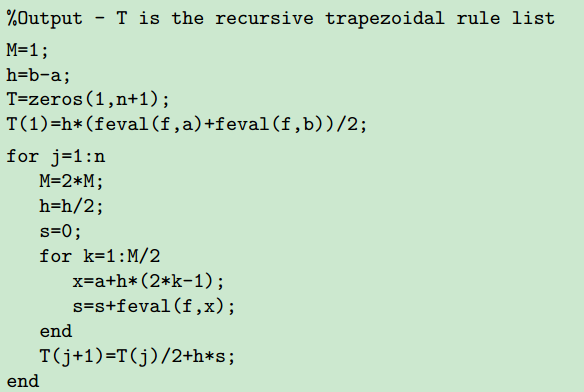 %Output - T is the recursive trapezoidal rule list
M=1;
h=b-a;
T=zeros(1,n+1);
T(1)=h*(feval(f,a)+feval(f,b))/2;
for j=1:n
   M=2*M;
   h=h/2;
   s=0;
   for k=1:M/2
      x=a+h*(2*k-1);
      s=s+feval(f,x);
   end
   T(j+1)=T(j)/2+h*s;
end